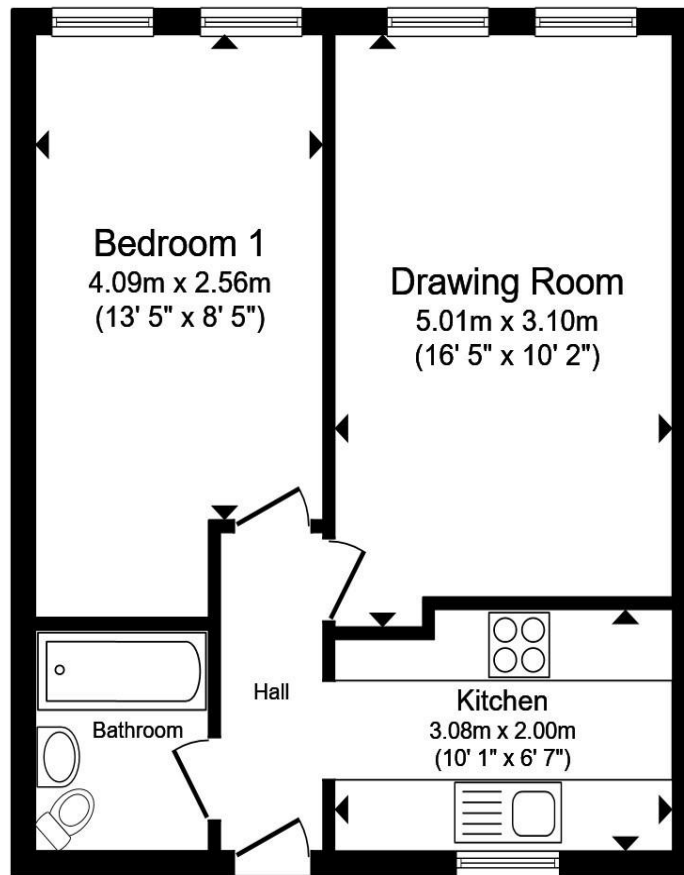 Bedroom 1
4.09m x 2.56m
(13' 5" x 8' 5")
Drawing Room
5.01m x 3.10m
(16' 5" x 10' 2")
Hall
Bathroom
Kitchen
3.08m x 2.00m
(10' 1" x 6' 7")